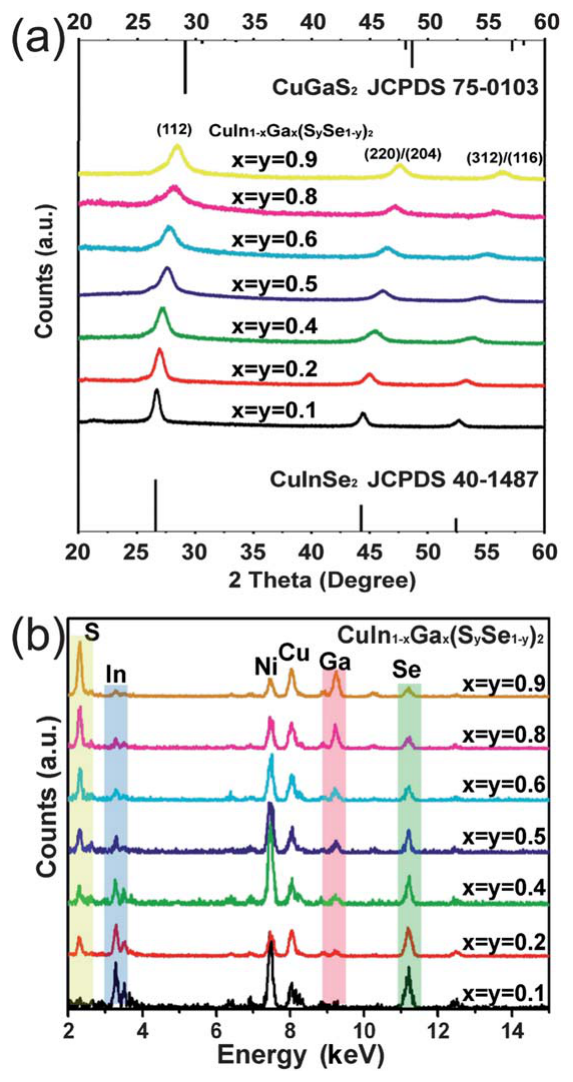 (a)
20 25 30 35 40 45 50 55 60
CuGaS₂ JCPDS 75-0103
(112)
CuIn₁₋ₓGaₓ(SᵧSe₁₋ᵧ)₂
x=y=0.9
(220)/(204)
(312)/(116)
x=y=0.8
x=y=0.6
x=y=0.5
x=y=0.4
x=y=0.2
x=y=0.1
Counts (a.u.)
CuInSe₂ JCPDS 40-1487
20 25 30 35 40 45 50 55 60
2 Theta (Degree)
(b)
S
In
Ni
Cu
Ga
Se
CuIn₁₋ₓGaₓ(SᵧSe₁₋ᵧ)₂
x=y=0.9
x=y=0.8
x=y=0.6
x=y=0.5
x=y=0.4
x=y=0.2
x=y=0.1
Counts (a.u.)
2 4 6 8 10 12 14
Energy (keV)